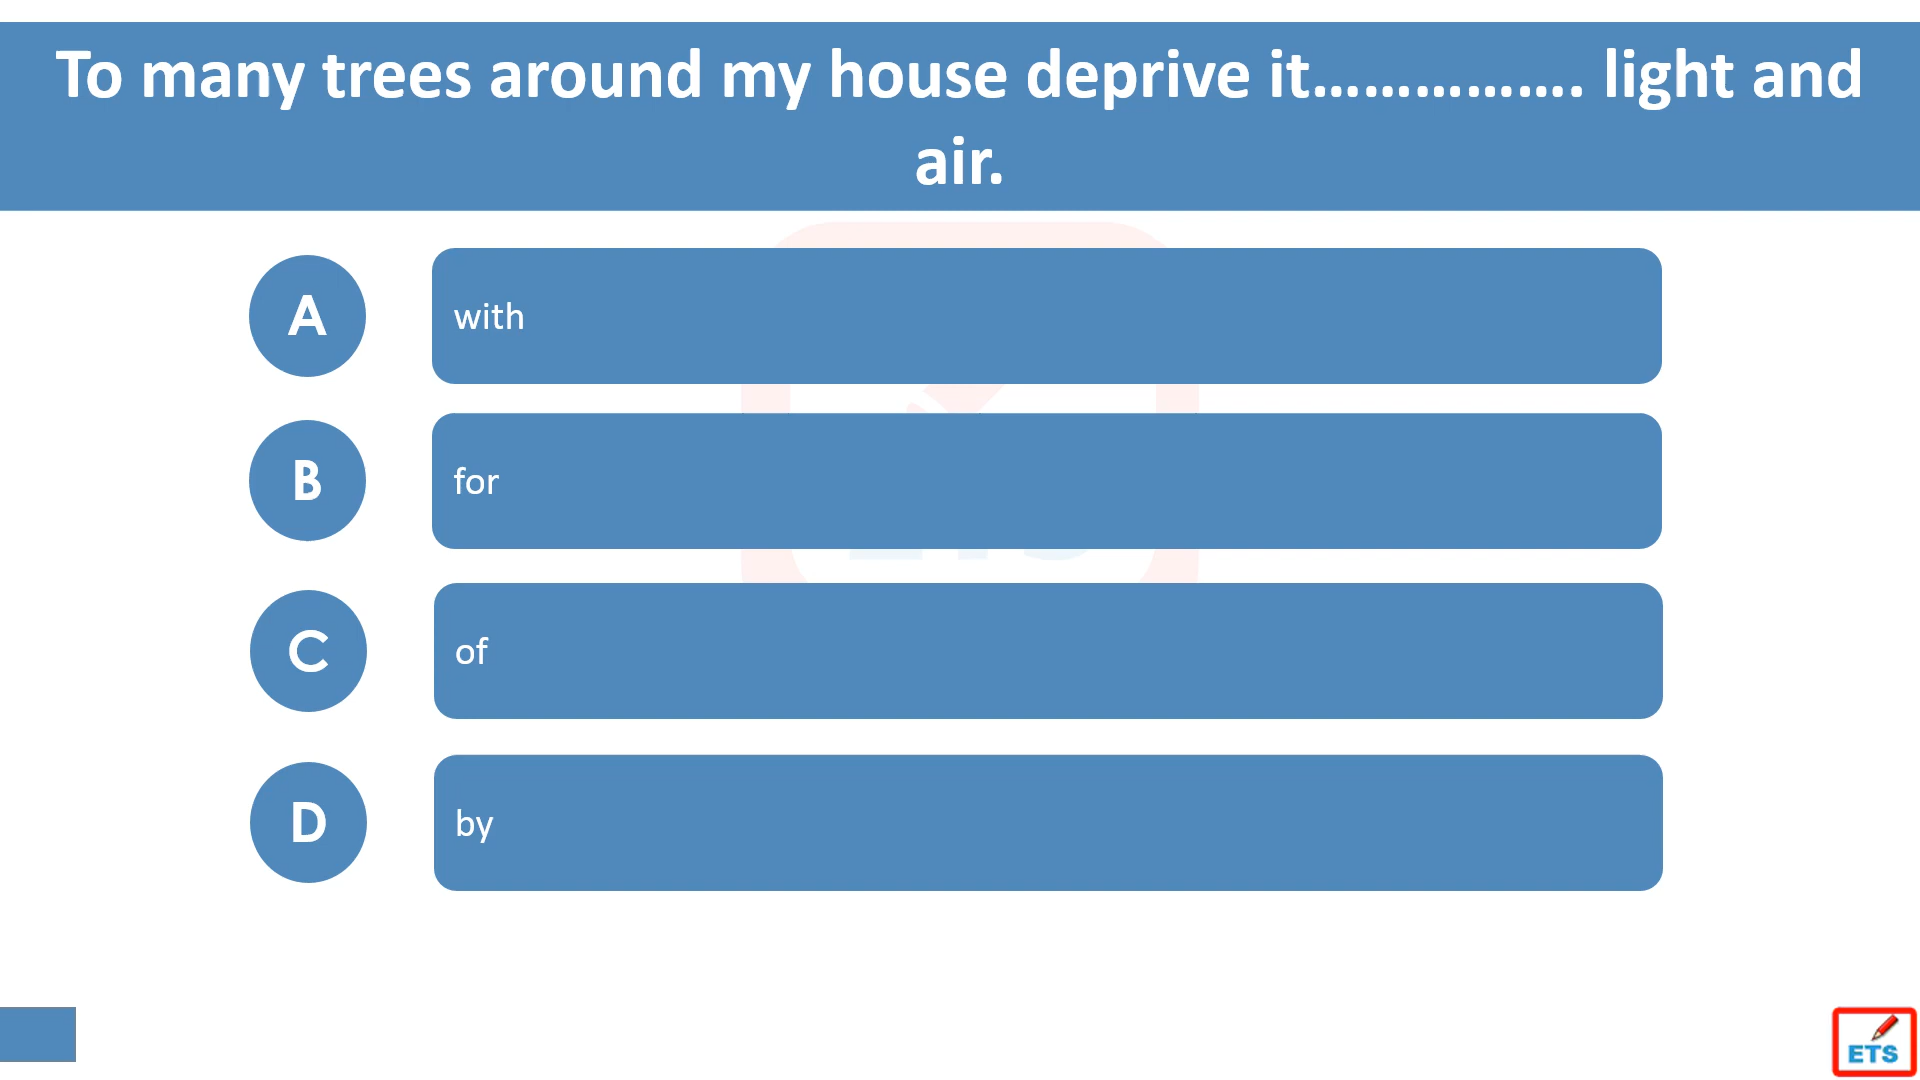 To many trees around my house deprive it................ light and
air.
A
with
B
for
C
of
D
by
ETS